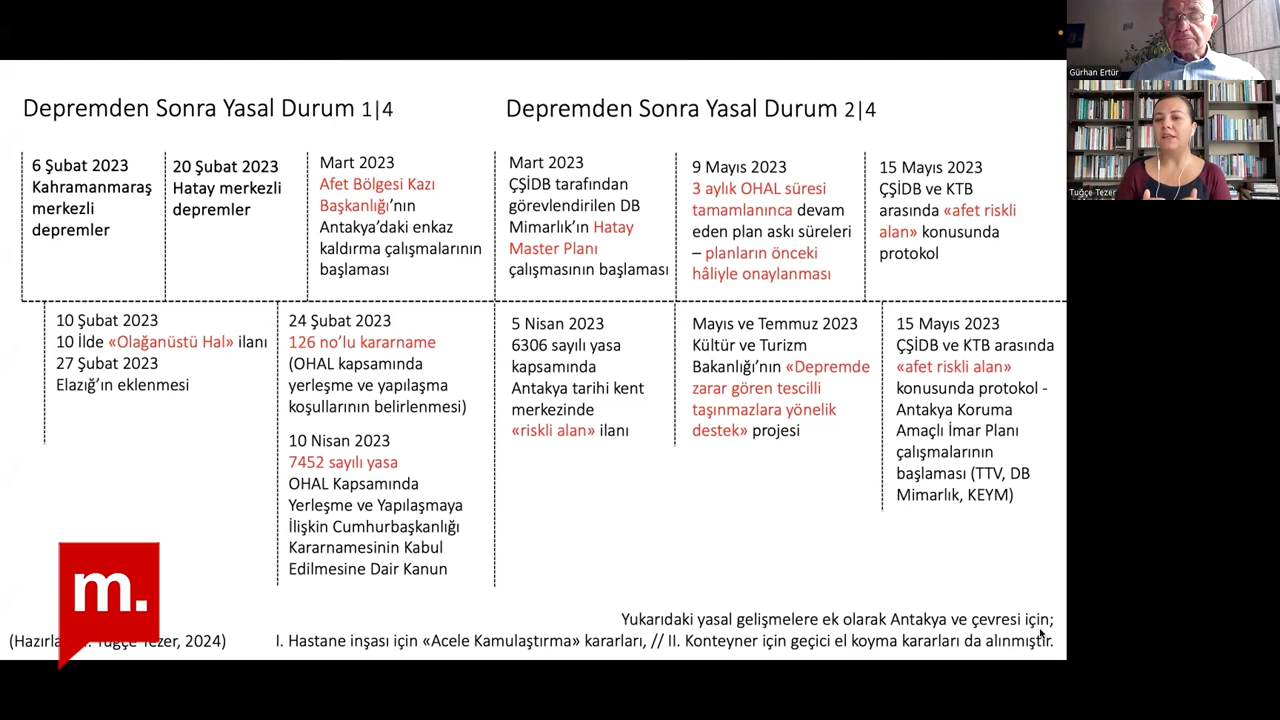 Depremden Sonra Yasal Durum 1|4
6 Şubat 2023
Kahramanmaraş
merkezli
depremler
20 Şubat 2023
Hatay merkezli
depremler
Mart 2023
Afet Bölgesi Kazı
Başkanlığı'nın
Antakya'daki enkaz
kaldırma çalışmalarının
başlaması
10 Şubat 2023
10 İlde «Olağanüstü Hal» ilanı
27 Şubat 2023
Elazığ'ın eklenmesi
24 Şubat 2023
126 no'lu kararname
(OHAL kapsamında
yerleşme ve yapılaşma
koşullarının belirlenmesi)
10 Nisan 2023
7452 sayılı yasa
OHAL Kapsamında
Yerleşme ve Yapılaşmaya
İlişkin Cumhurbaşkanlığı
Kararnamesinin Kabul
Edilmesine Dair Kanun
Depremden Sonra Yasal Durum 2|4
Mart 2023
ÇŞİDB tarafından
görevlendirilen DB
Mimarlık'ın Hatay
Master Planı
çalışmasının başlaması
9 Mayıs 2023
3 aylık OHAL süresi
tamamlanınca devam
eden plan askı süreleri
– planların önceki
hâliyle onaylanması
15 Mayıs 2023
ÇŞİDB ve KTB
arasında «afet riskli
alan» konusunda
protokol
5 Nisan 2023
6306 sayılı yasa
kapsamında
Antakya tarihi kent
merkezinde
«riskli alan» ilanı
Mayıs ve Temmuz 2023
Kültür ve Turizm
Bakanlığı'nın «Depremde
zarar gören tescilli
taşınmazlara yönelik
destek» projesi
15 Mayıs 2023
ÇŞİDB ve KTB arasında
«afet riskli alan»
konusunda protokol -
Antakya Koruma
Amaçlı İmar Planı
çalışmalarının
başlaması (TTV, DB
Mimarlık, KEYM)
Yukarıdaki yasal gelişmelere ek olarak Antakya ve çevresi için;
I. Hastane inşası için «Acele Kamulaştırma» kararları, // II. Konteyner için geçici el koyma kararları da alınmıştır.
Tuğçe Tezer, 2024)
m.
Gürhan Ertür
Tuğçe Tezer